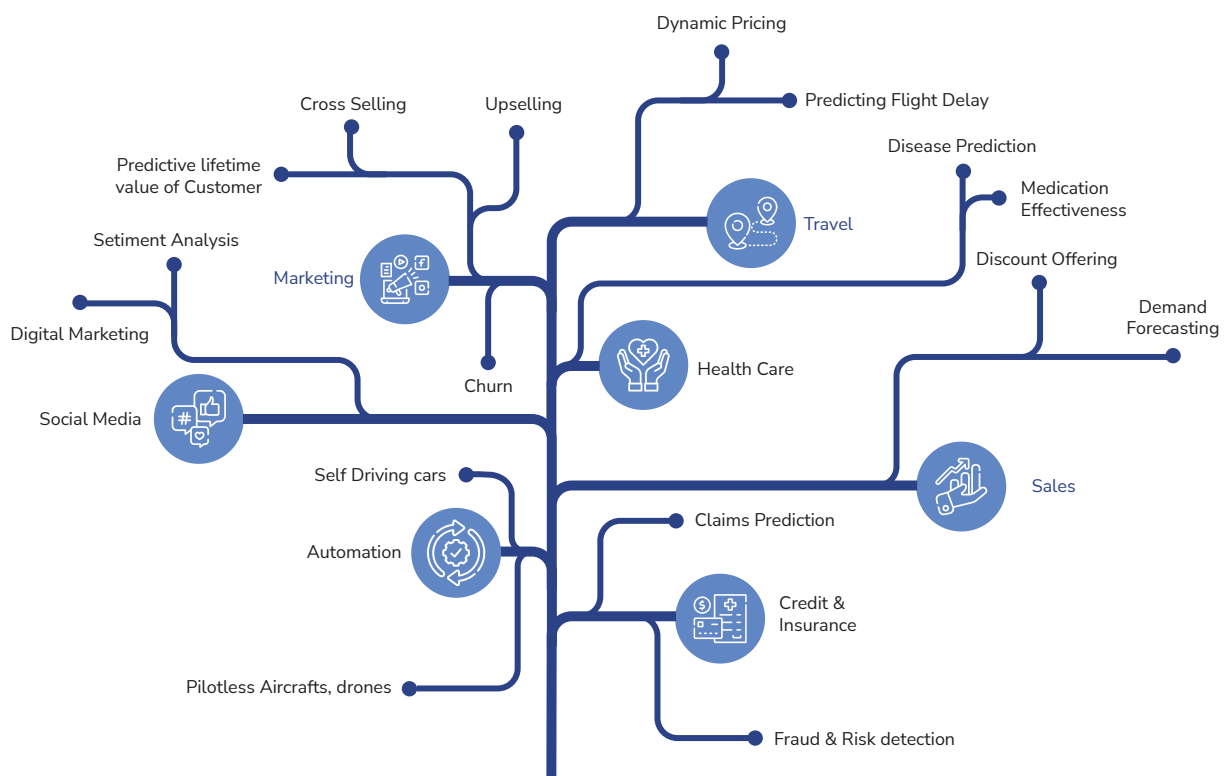 Dynamic Pricing
Predicting Flight Delay
Cross Selling
Upselling
Predictive lifetime
value of Customer
Disease Prediction
Medication
Effectiveness
Travel
Setiment Analysis
Discount Offering
Marketing
Demand
Forecasting
Digital Marketing
Churn
Health Care
Social Media
#
Self Driving cars
Sales
Claims Prediction
Automation
$
Credit &
Insurance
Pilotless Aircrafts, drones
Fraud & Risk detection